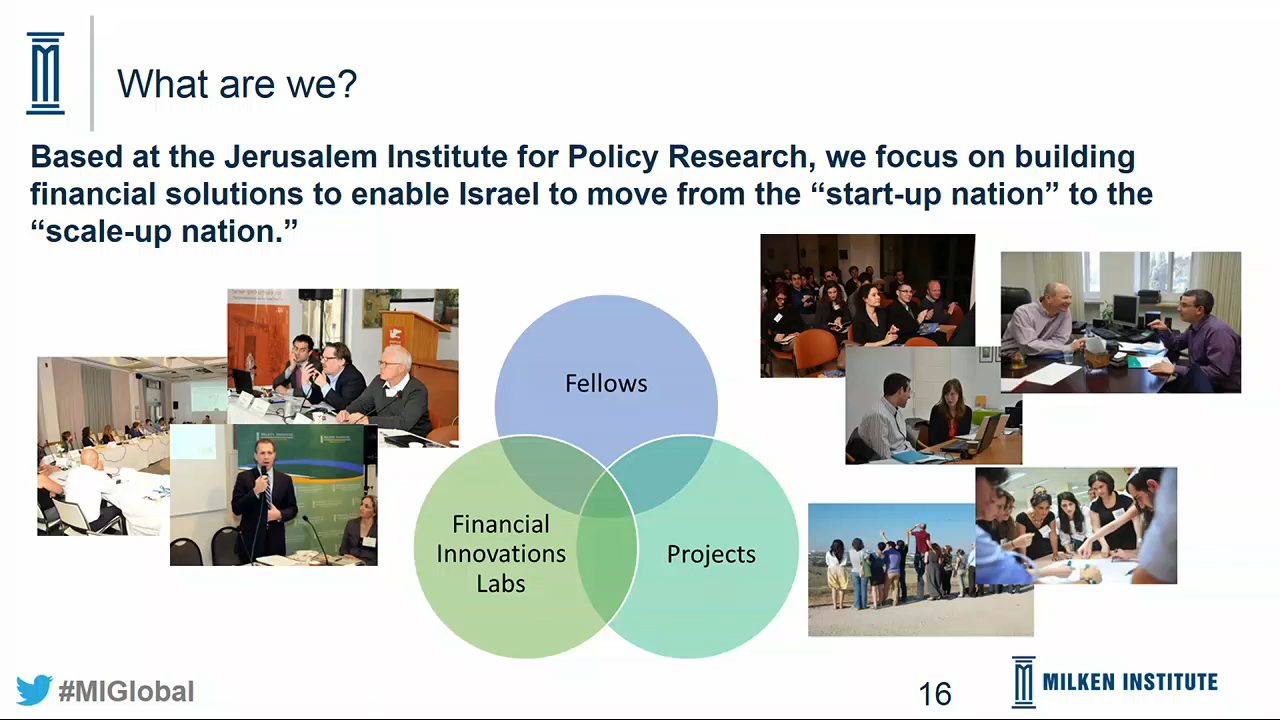 What are we?
Based at the Jerusalem Institute for Policy Research, we focus on building
financial solutions to enable Israel to move from the “start-up nation” to the
“scale-up nation.”
Fellows
Financial
Innovations
Labs
Projects
#MIGlobal
16
MILKEN INSTITUTE